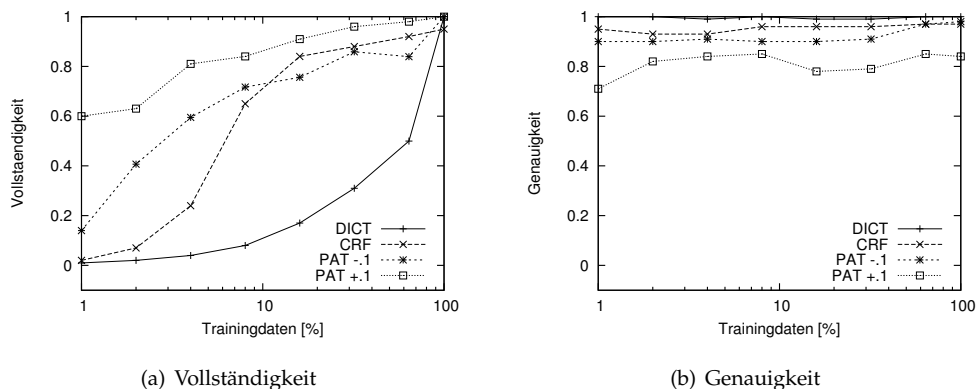 1
0.8
0.6
0.4
0.2
0
Vollstaendigkeit
DICT
CRF
PAT -.1
PAT +.1
1 10 100
Trainingdaten [%]
(a) Vollständigkeit
1
0.8
0.6
0.4
0.2
0
Genauigkeit
DICT
CRF
PAT -.1
PAT +.1
1 10 100
Trainingdaten [%]
(b) Genauigkeit